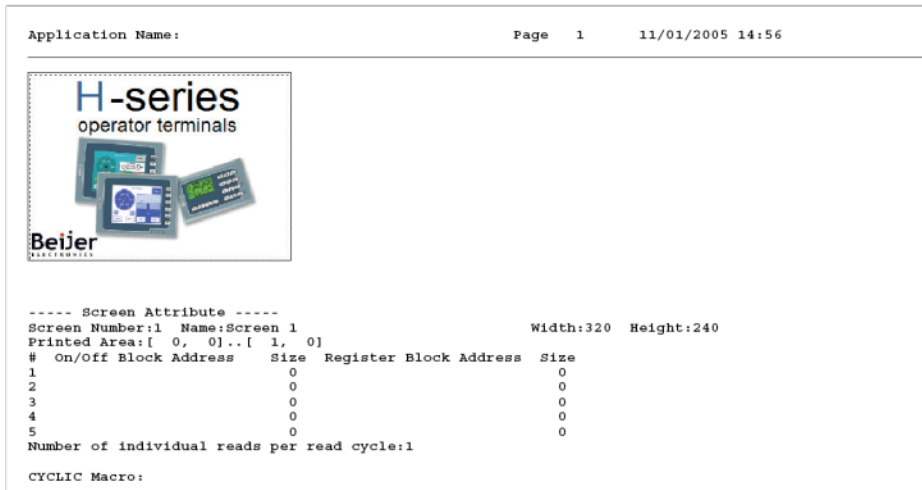 Application Name: Page 1 11/01/2005 14:56
H-series
operator terminals
Beijer
ELECTRONICS
----- Screen Attribute -----
Screen Number:1 Name:Screen 1 Width:320 Height:240
Printed Area:[ 0, 0]..[ 1, 0]
# On/Off Block Address Size Register Block Address Size
1 0 0
2 0 0
3 0 0
4 0 0
5 0 0
Number of individual reads per read cycle:1
CYCLIC Macro: